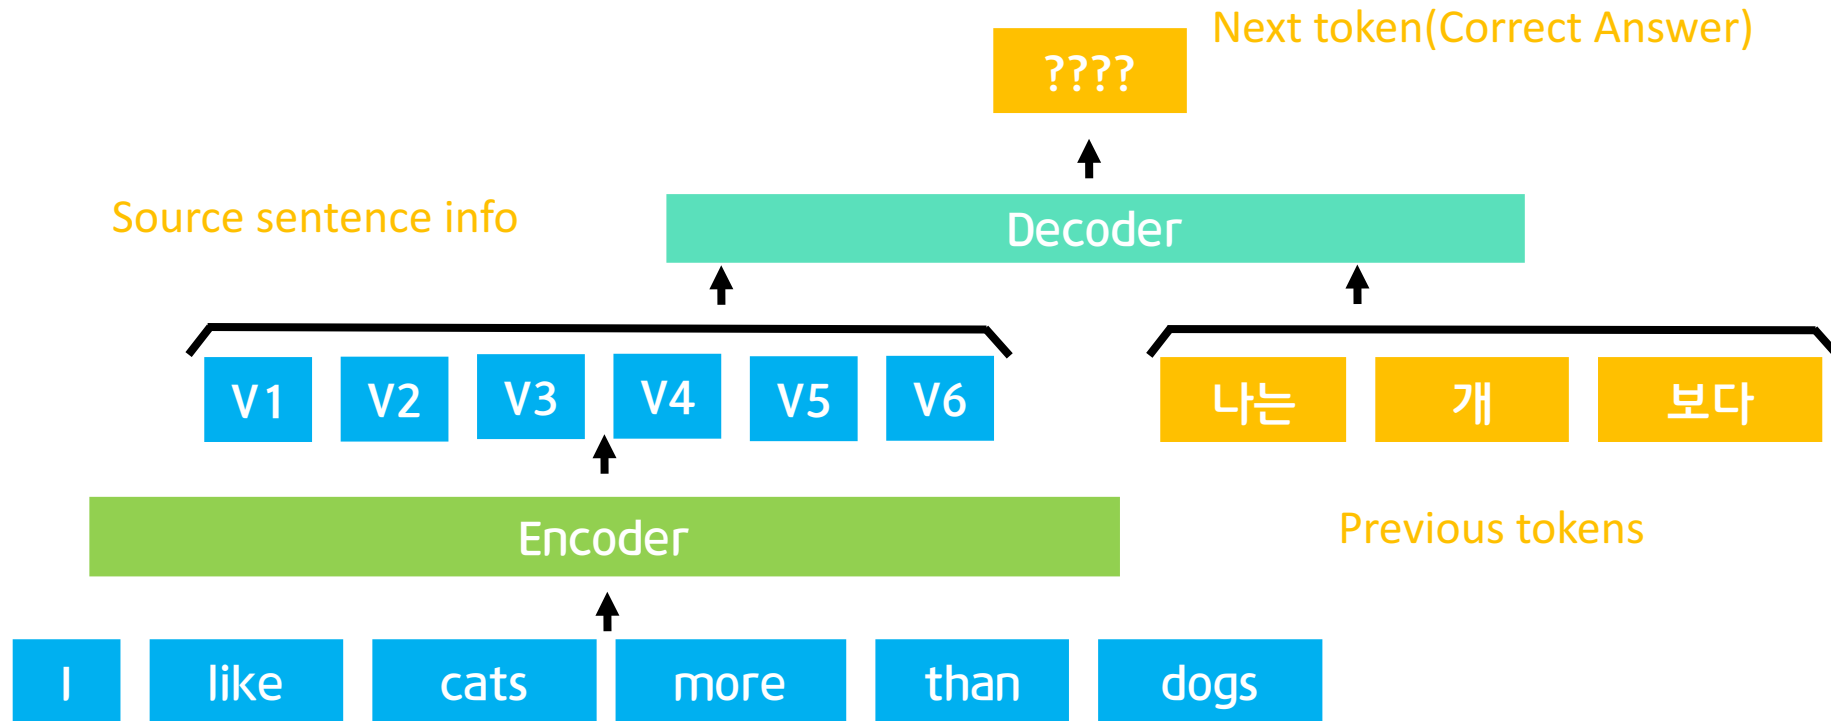 Next token(Correct Answer)
????
Source sentence info
Decoder
V1 V2 V3 V4 V5 V6
나는 개 보다
Encoder
Previous tokens
I like cats more than dogs